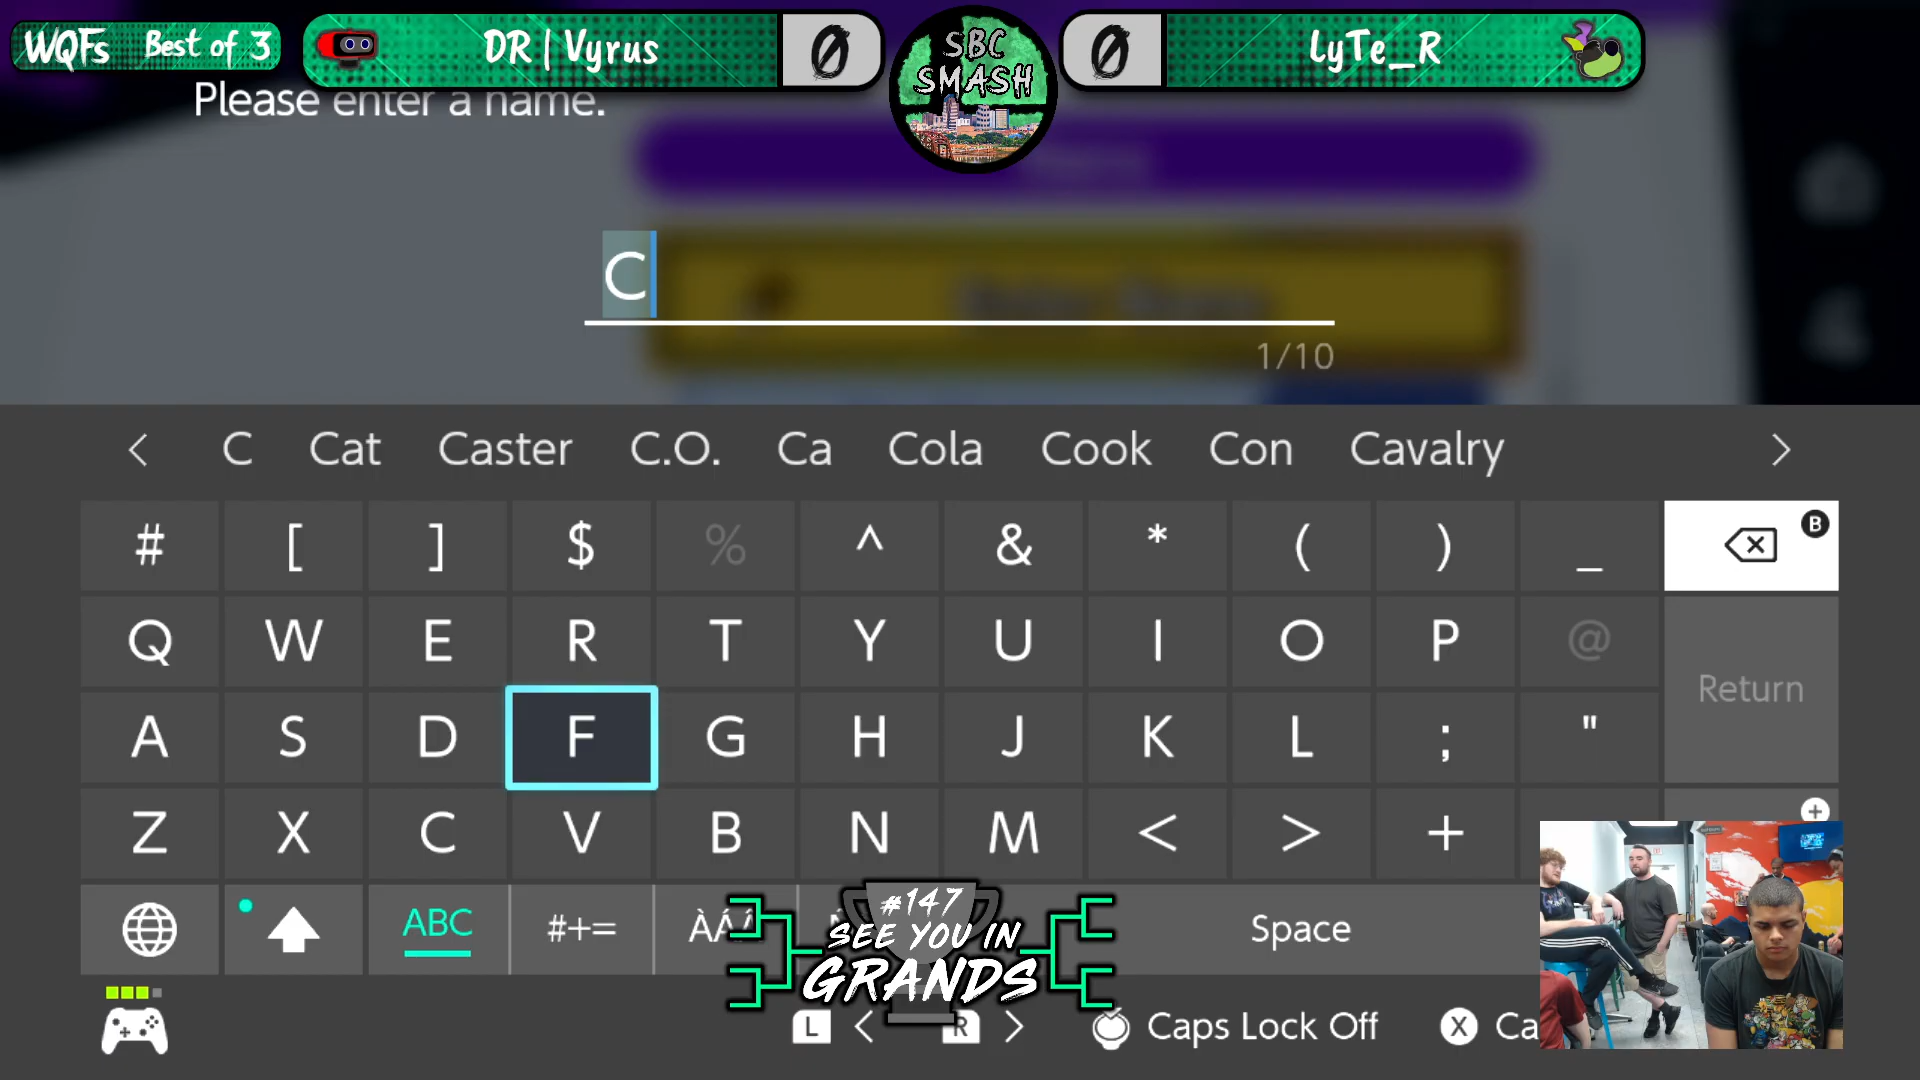 WQFs Best of 3
DR | Vyrus
0
SBC
SMASH
0
LyTe_R
Please enter a name.
C
1/10
C Cat Caster C.O. Ca Cola Cook Con Cavalry
# [ ] $ % ^ & * ( ) _ B
Q W E R T Y U I O P @
Return
A S D F G H J K L ; "
Z X C V B N M < > +
ABC #+= ÀÁÂ Space
#147
SEE YOU IN
GRANDS
L R Caps Lock Off X Ca